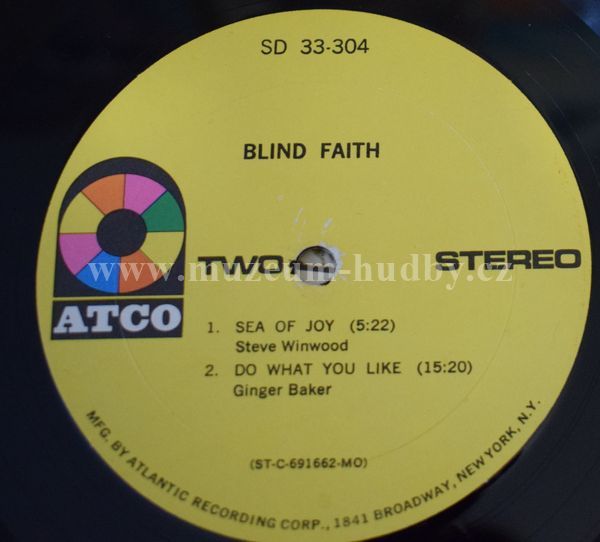 SD 33-304
BLIND FAITH
ATCO
TWO STEREO
www.muzeum-hudby.cz
1. SEA OF JOY (5:22)
Steve Winwood
2. DO WHAT YOU LIKE (15:20)
Ginger Baker
(ST-C-691662-MO)
MFG. BY ATLANTIC RECORDING CORP., 1841 BROADWAY, NEW YORK, N.Y.